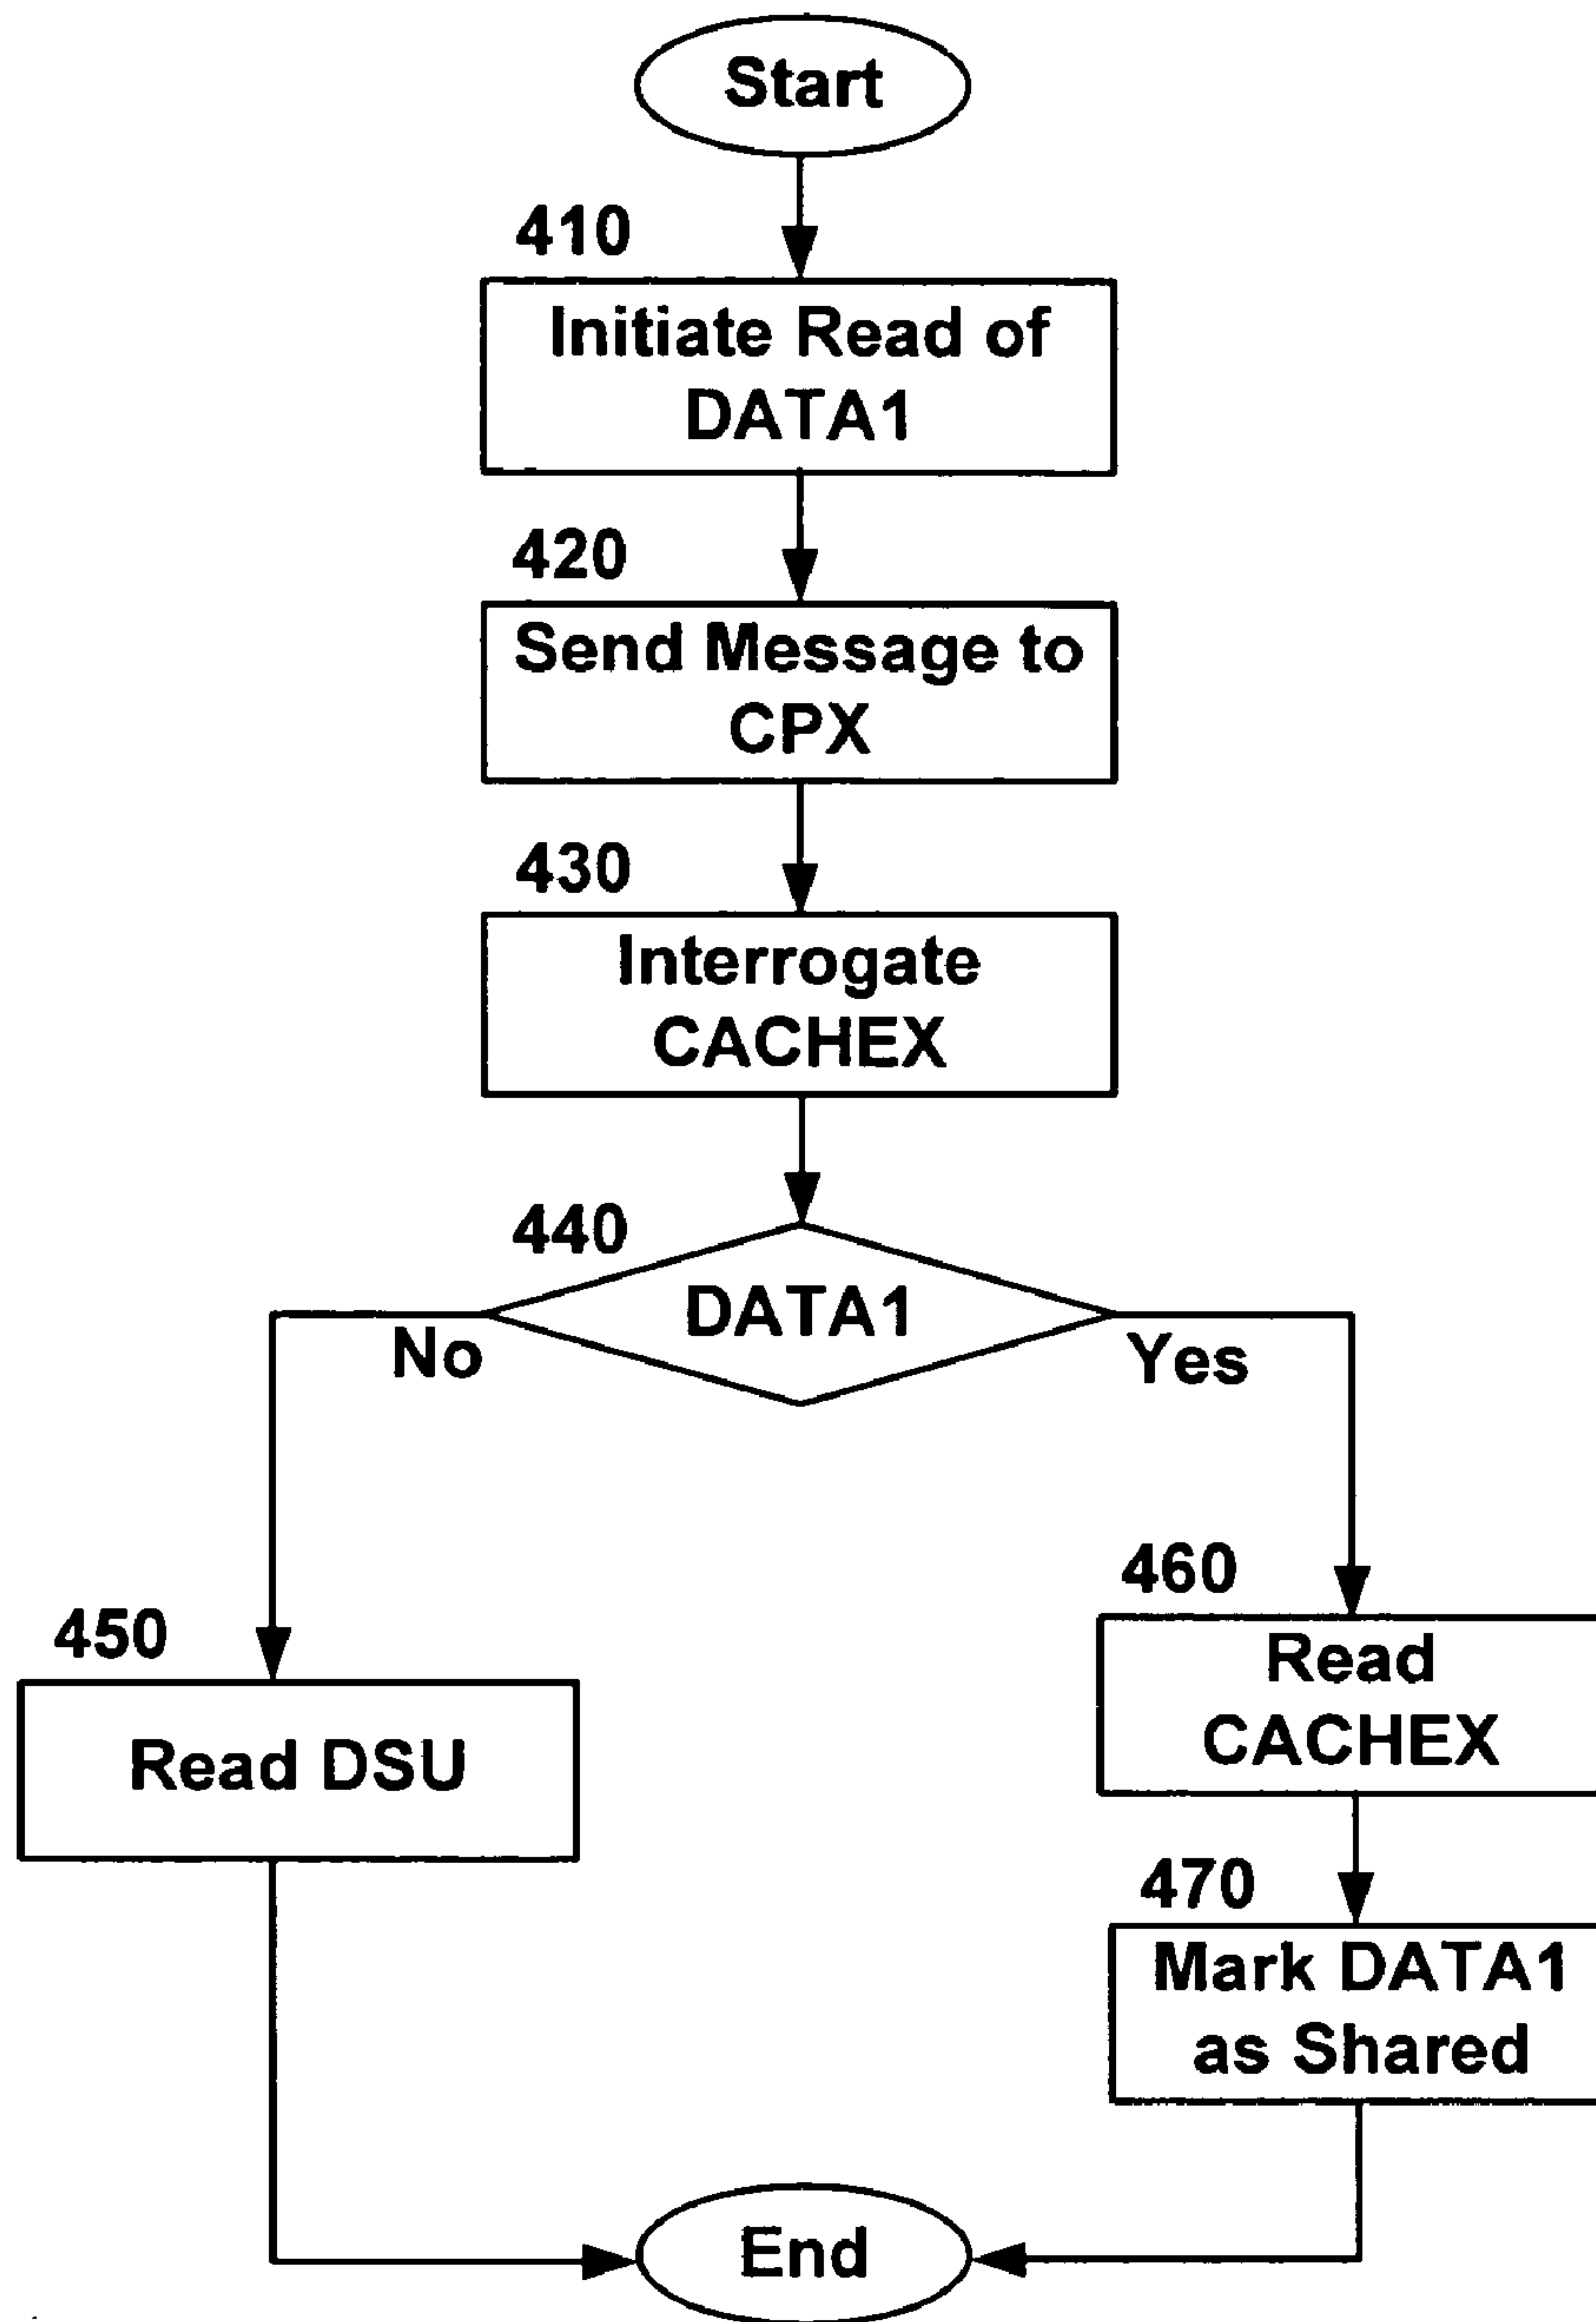 Start
410
Initiate Read of
DATA1
420
Send Message to
CPX
430
Interrogate
CACHEX
440
DATA1
No
Yes
460
Read
CACHEX
450
Read DSU
470
Mark DATA1
as Shared
End